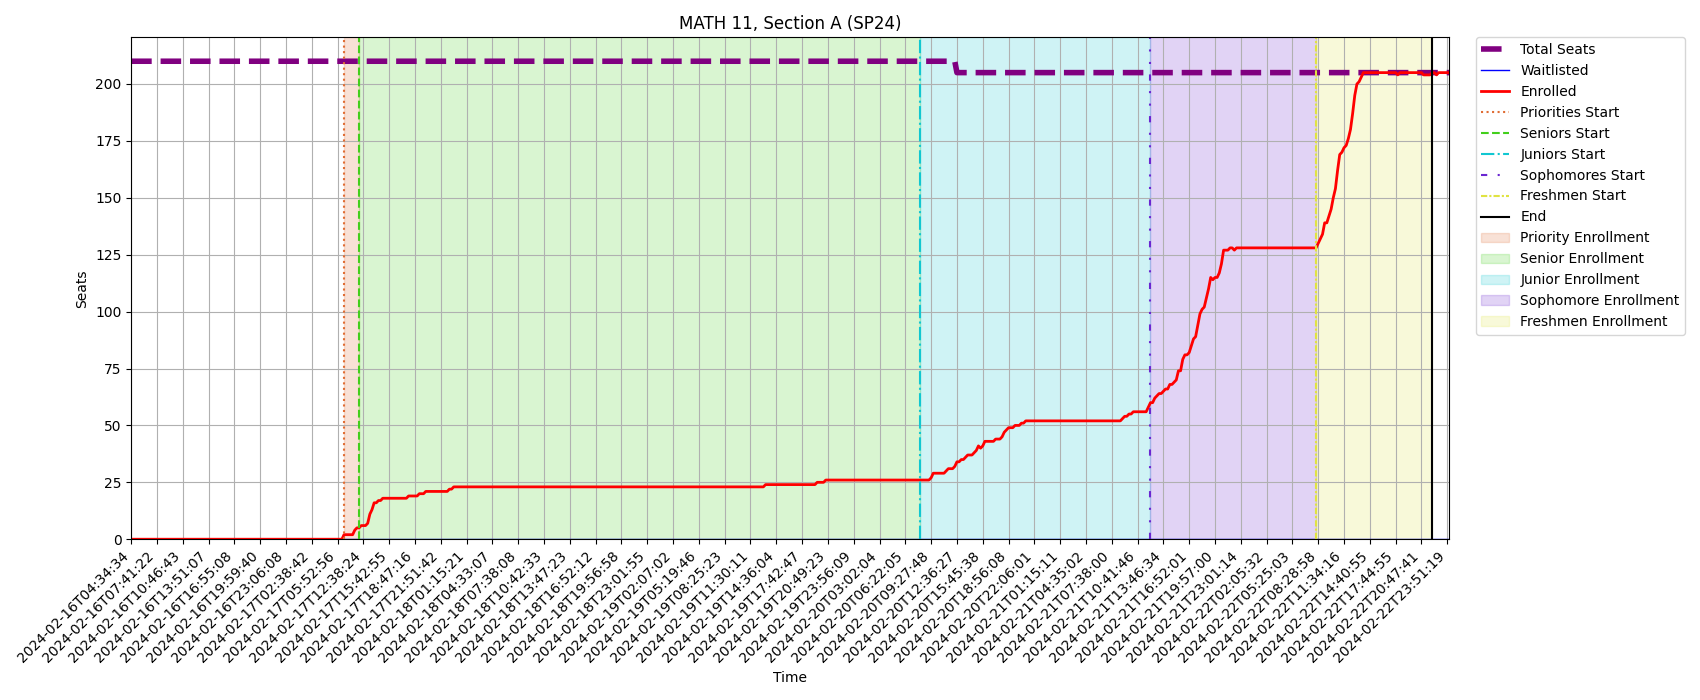 MATH 11, Section A (SP24)
Seats
200
175
150
125
100
75
50
25
0
2024-02-16T04:34:34
2024-02-16T07:41:22
2024-02-16T10:46:43
2024-02-16T13:51:07
2024-02-16T16:55:08
2024-02-16T19:59:40
2024-02-16T23:06:08
2024-02-17T02:38:42
2024-02-17T05:52:56
2024-02-17T12:38:24
2024-02-17T15:42:55
2024-02-17T18:47:16
2024-02-17T21:51:42
2024-02-18T01:15:21
2024-02-18T04:33:07
2024-02-18T07:38:08
2024-02-18T10:42:33
2024-02-18T13:47:23
2024-02-18T16:52:12
2024-02-18T19:56:58
2024-02-18T23:01:55
2024-02-19T02:07:02
2024-02-19T05:19:46
2024-02-19T08:25:23
2024-02-19T11:30:11
2024-02-19T14:36:04
2024-02-19T17:42:47
2024-02-19T20:49:23
2024-02-19T23:56:09
2024-02-20T03:02:04
2024-02-20T06:22:05
2024-02-20T09:27:48
2024-02-20T12:36:27
2024-02-20T15:45:38
2024-02-20T18:56:08
2024-02-20T22:06:01
2024-02-21T01:15:11
2024-02-21T04:35:02
2024-02-21T07:38:00
2024-02-21T10:41:46
2024-02-21T13:46:34
2024-02-21T16:52:01
2024-02-21T19:57:00
2024-02-21T23:01:14
2024-02-22T02:05:32
2024-02-22T05:25:03
2024-02-22T08:28:58
2024-02-22T11:34:16
2024-02-22T14:40:55
2024-02-22T17:44:55
2024-02-22T20:47:41
2024-02-22T23:51:19
Time
Total Seats
Waitlisted
Enrolled
Priorities Start
Seniors Start
Juniors Start
Sophomores Start
Freshmen Start
End
Priority Enrollment
Senior Enrollment
Junior Enrollment
Sophomore Enrollment
Freshmen Enrollment